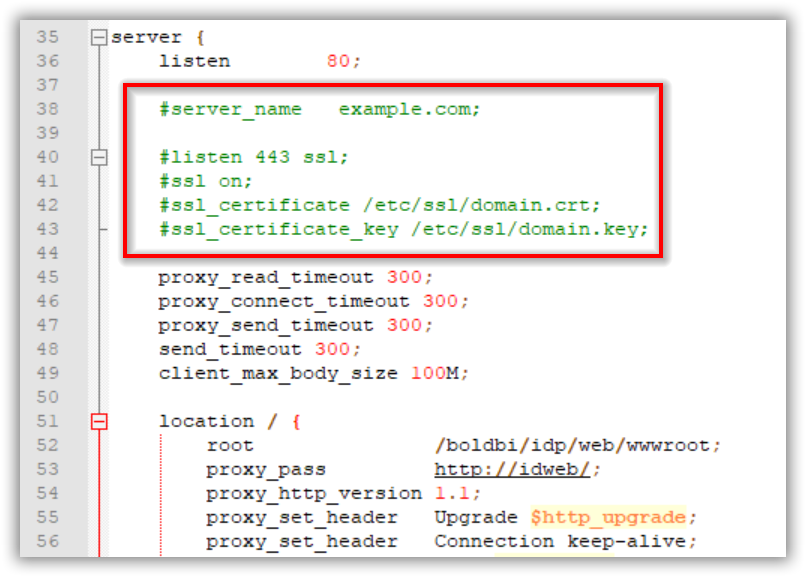 35 server {
36 listen 80;
37
38 #server_name example.com;
39
40 #listen 443 ssl;
41 #ssl on;
42 #ssl_certificate /etc/ssl/domain.crt;
43 #ssl_certificate_key /etc/ssl/domain.key;
44
45 proxy_read_timeout 300;
46 proxy_connect_timeout 300;
47 proxy_send_timeout 300;
48 send_timeout 300;
49 client_max_body_size 100M;
50
51 location / {
52 root /boldbi/idp/web/wwwroot;
53 proxy_pass http://idweb/;
54 proxy_http_version 1.1;
55 proxy_set_header Upgrade $http_upgrade;
56 proxy_set_header Connection keep-alive;